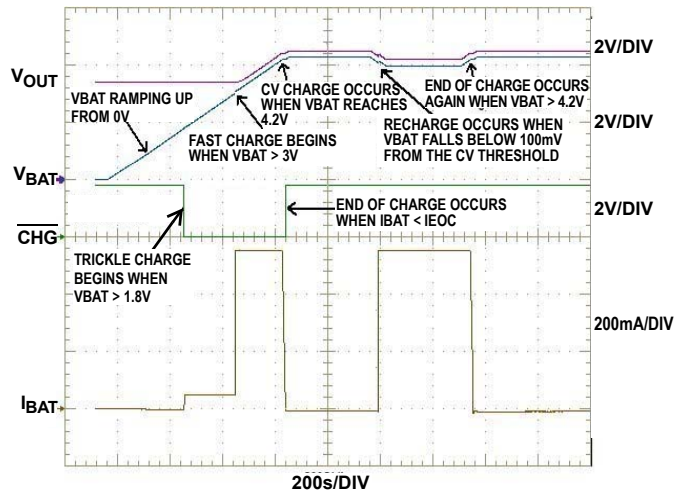 2V/DIV
VOUT
CV CHARGE OCCURS
WHEN VBAT REACHES
4.2V
END OF CHARGE OCCURS
AGAIN WHEN VBAT > 4.2V
VBAT RAMPING UP
FROM 0V
2V/DIV
FAST CHARGE BEGINS
WHEN VBAT > 3V
RECHARGE OCCURS WHEN
VBAT FALLS BELOW 100mV
FROM THE CV THRESHOLD
VBAT
END OF CHARGE OCCURS
WHEN IBAT < IEOC
2V/DIV
CHG
TRICKLE CHARGE
BEGINS WHEN
VBAT > 1.8V
200mA/DIV
IBAT
200s/DIV